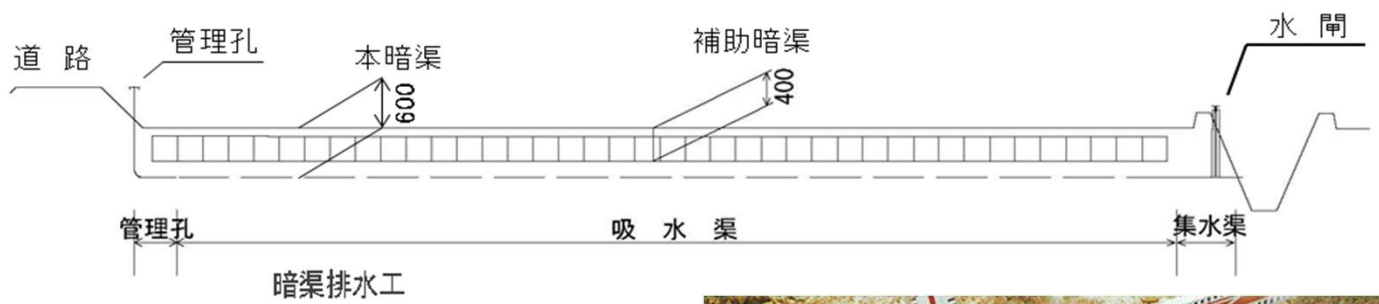 水 閘
管理孔
補助暗渠
道 路
本暗渠
600
400
管理孔
吸 水 渠
集水渠
暗渠排水工